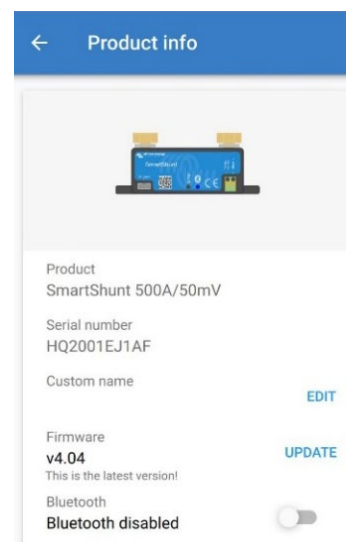 Product info
SmartShunt
Product
SmartShunt 500A/50mV
Serial number
HQ2001EJ1AF
Custom name
EDIT
Firmware
v4.04
UPDATE
This is the latest version!
Bluetooth
Bluetooth disabled